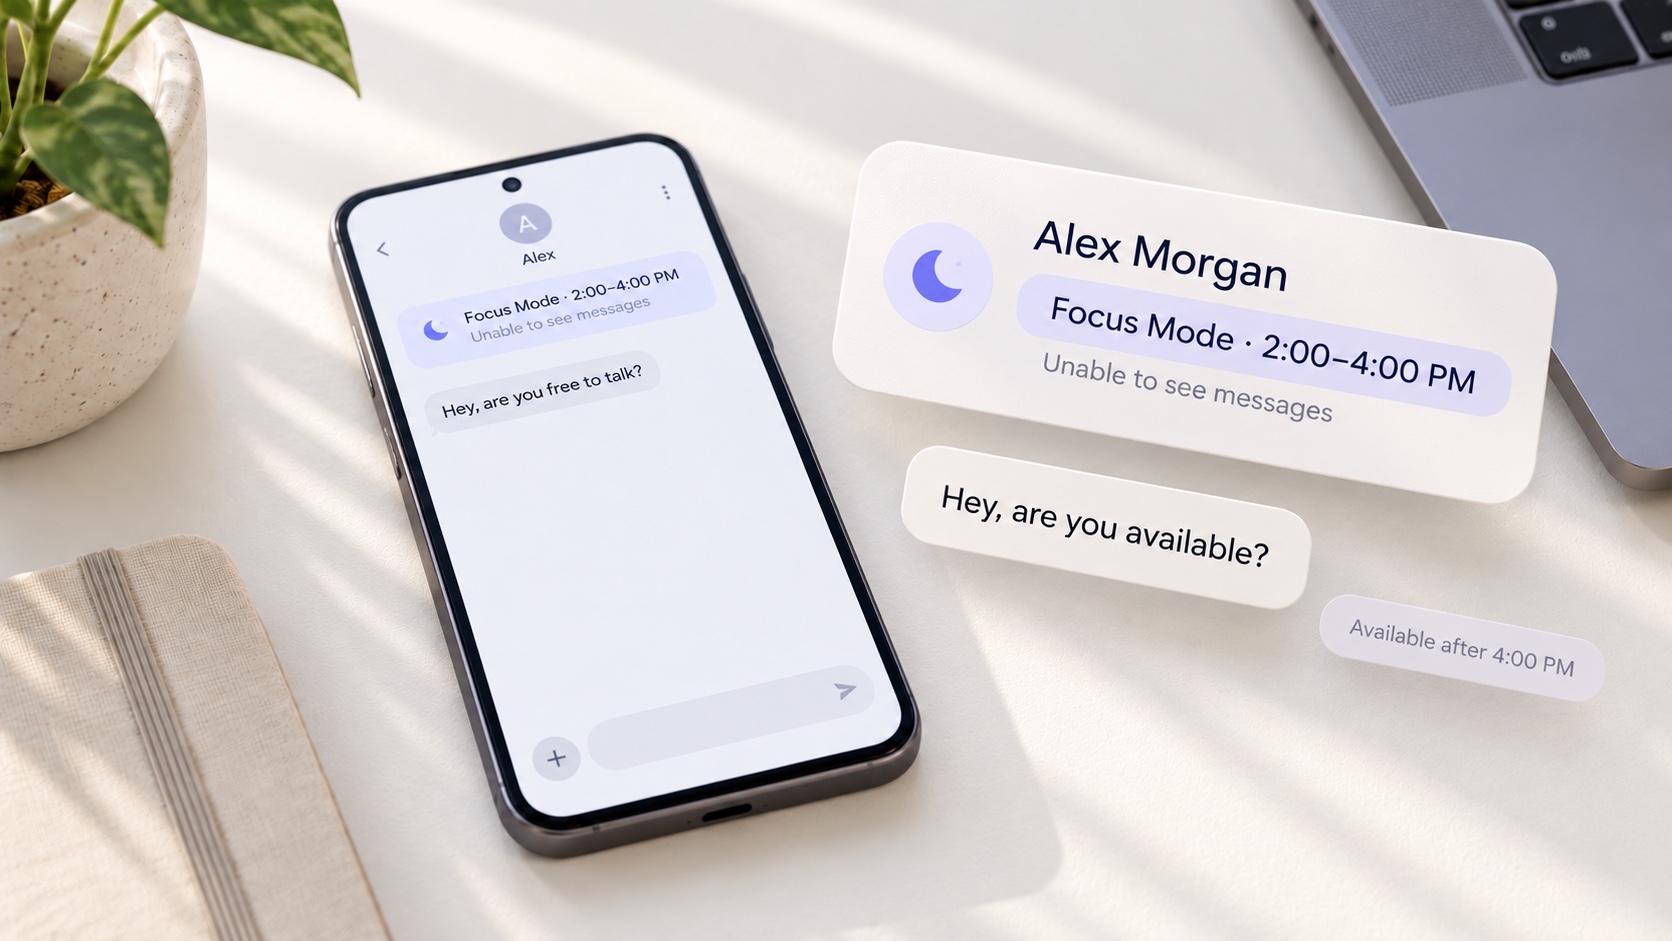 A
Alex
Focus Mode · 2:00–4:00 PM
Unable to see messages
Hey, are you free to talk?
Alex Morgan
Focus Mode · 2:00–4:00 PM
Unable to see messages
Hey, are you available?
Available after 4:00 PM